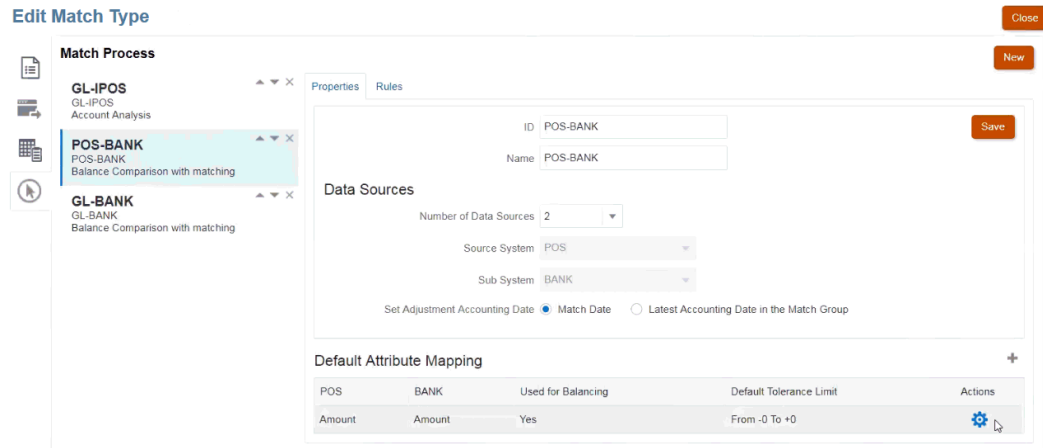 Edit Match Type
Close
Match Process
New
GL-IPOS
GL-IPOS
Account Analysis
POS-BANK
POS-BANK
Balance Comparison with matching
GL-BANK
GL-BANK
Balance Comparison with matching
Properties Rules
ID POS-BANK
Save
Name POS-BANK
Data Sources
Number of Data Sources 2
Source System POS
Sub System BANK
Set Adjustment Accounting Date Match Date Latest Accounting Date in the Match Group
Default Attribute Mapping
POS BANK Used for Balancing Default Tolerance Limit Actions
Amount Amount Yes From -0 To +0